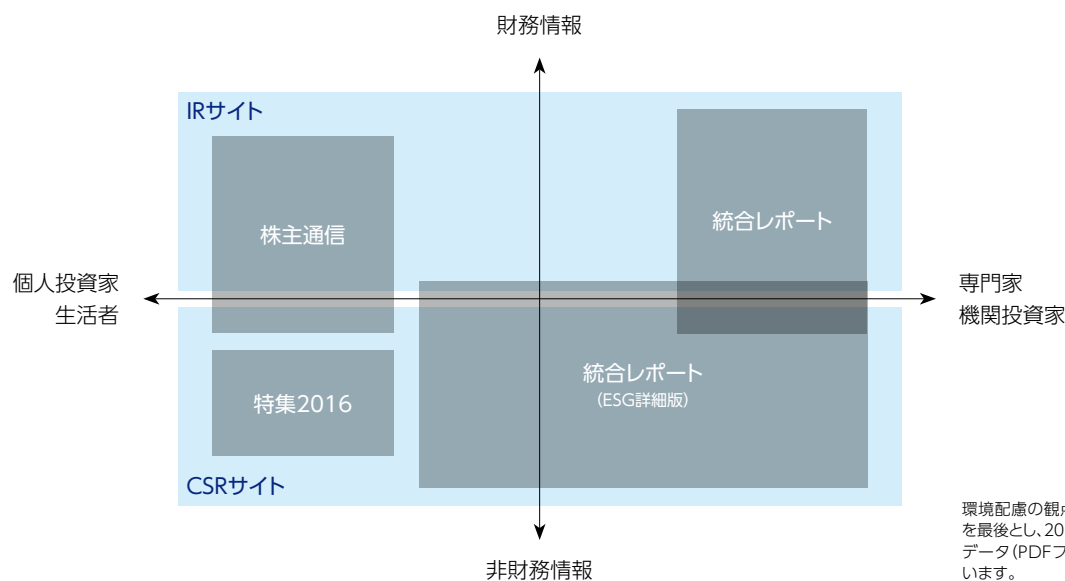 財務情報
IRサイト
株主通信
統合レポート
個人投資家
生活者
専門家
機関投資家
統合レポート
(ESG詳細版)
特集2016
CSRサイト
非財務情報
環境配慮の観
を最後とし、20
データ(PDF
います。